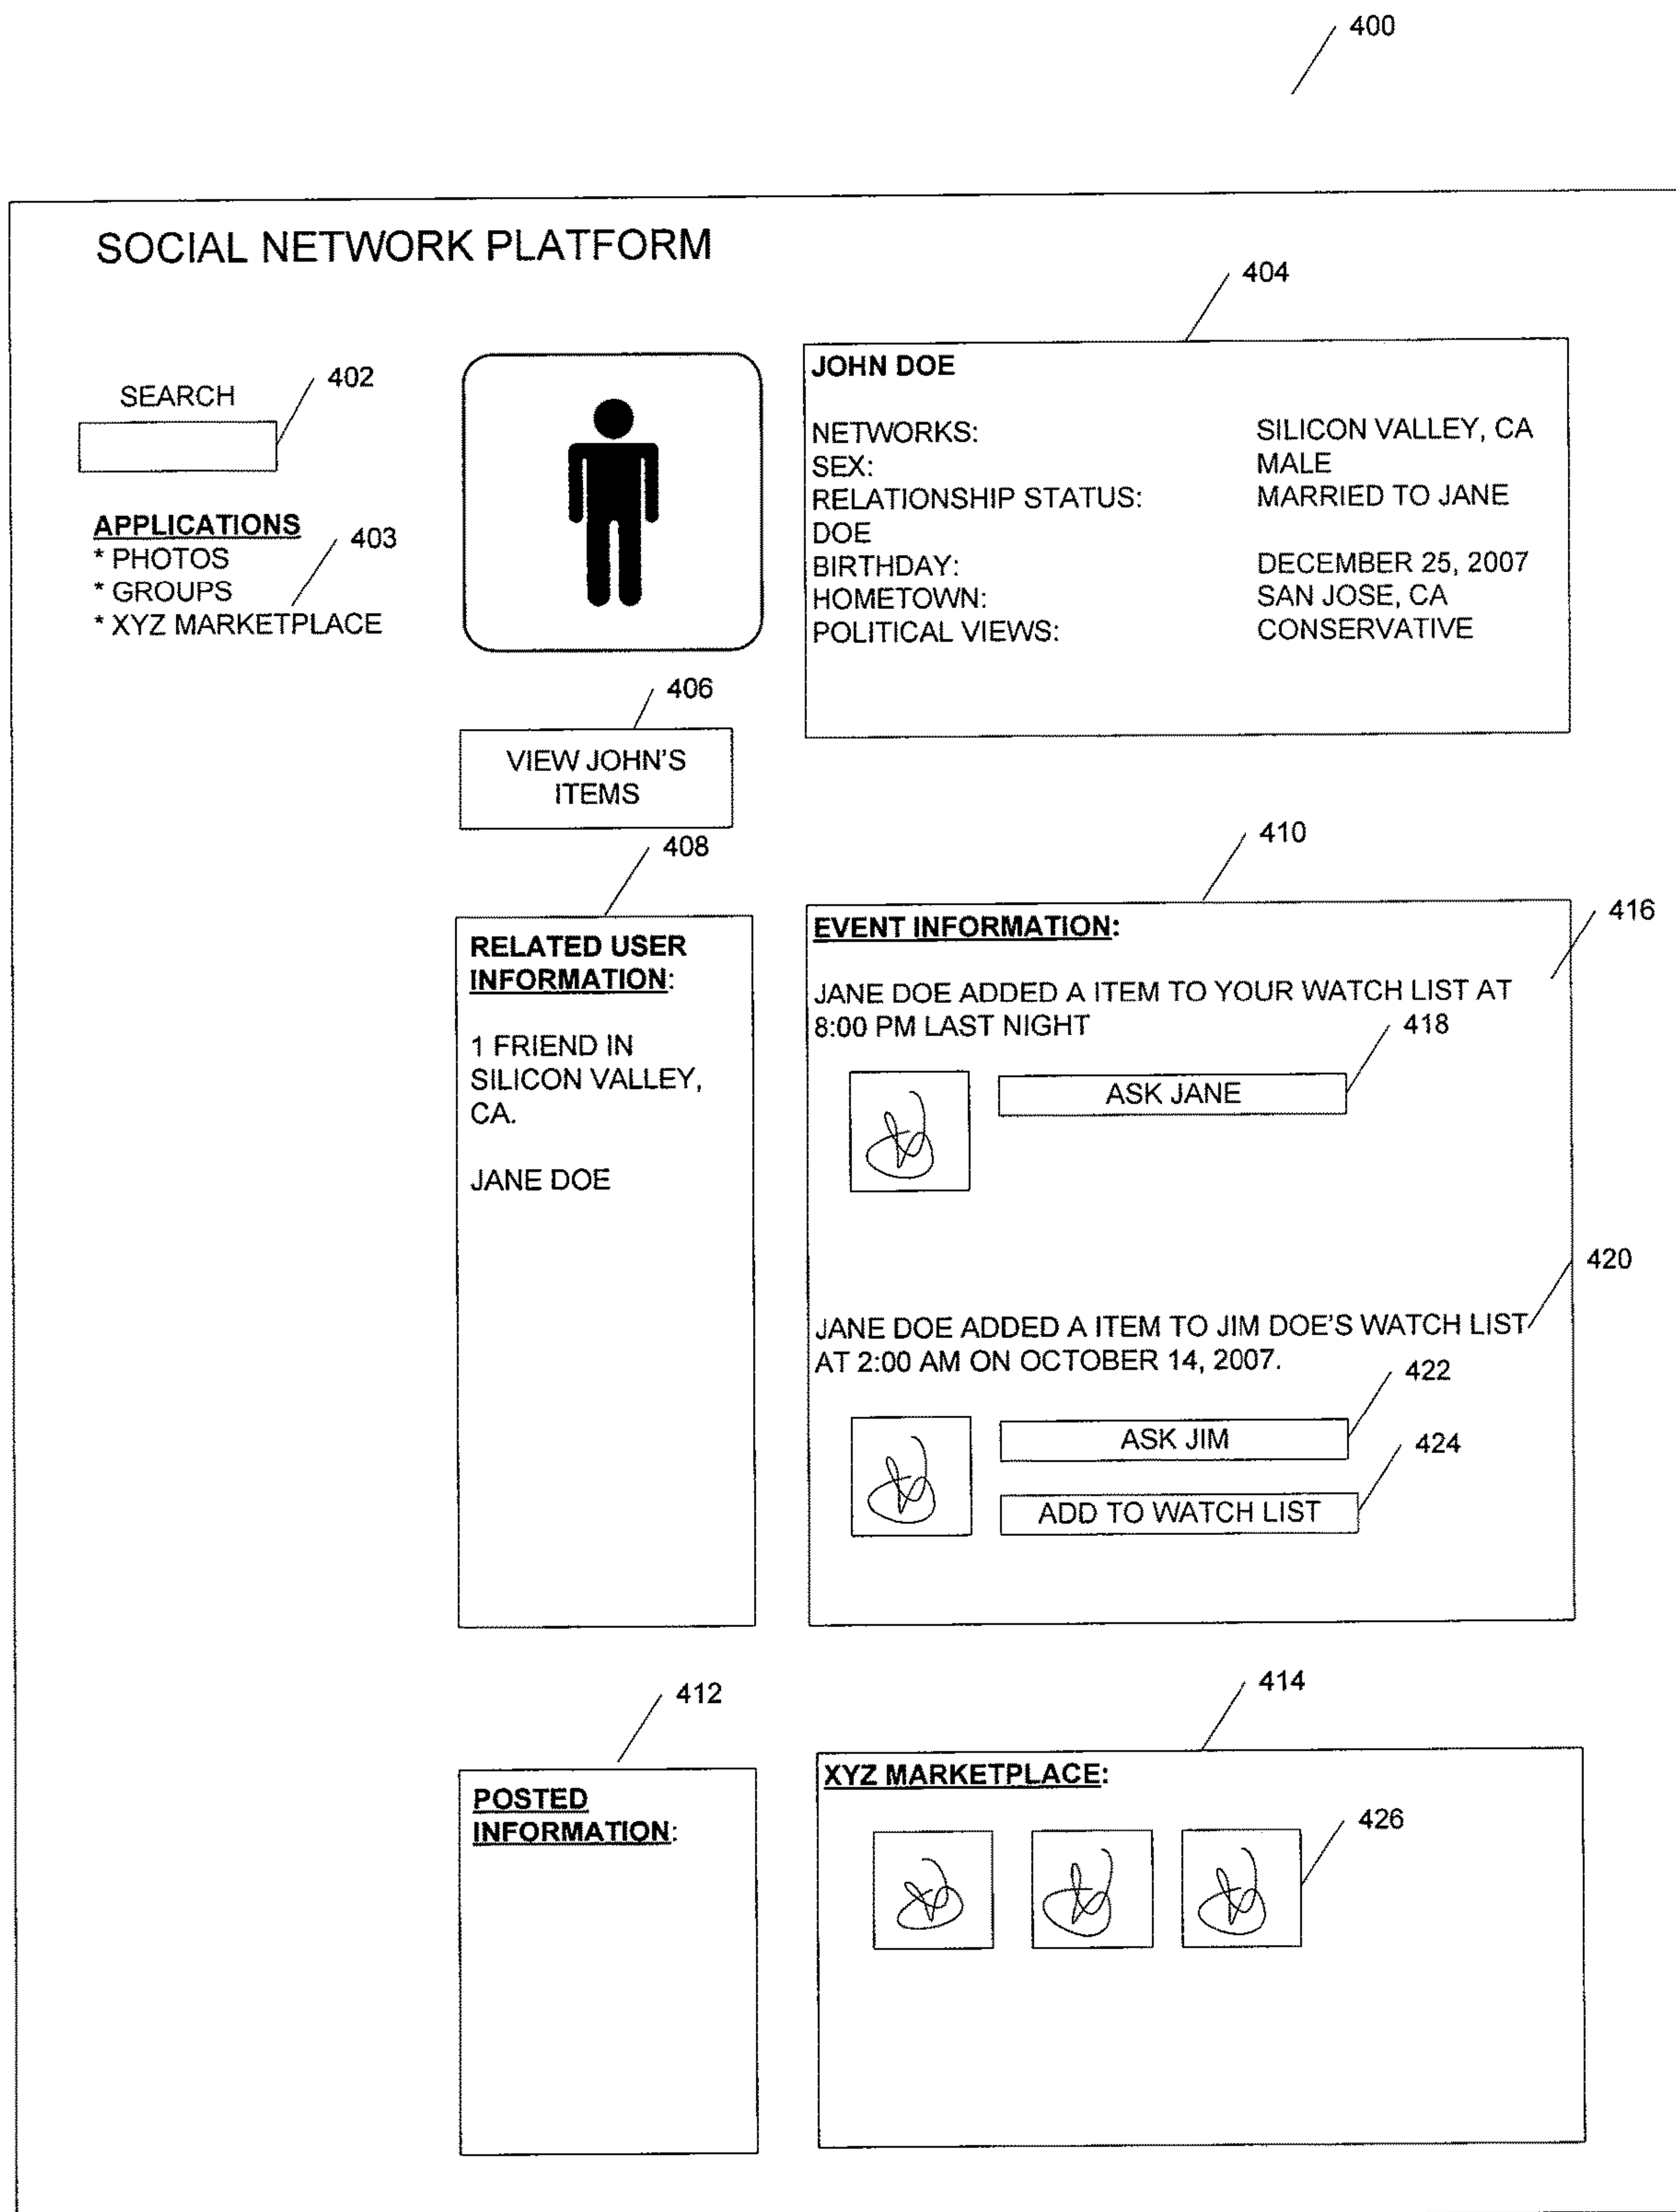 400
SOCIAL NETWORK PLATFORM
SEARCH
402
APPLICATIONS
* PHOTOS
* GROUPS
* XYZ MARKETPLACE
403
404
JOHN DOE
NETWORKS: SILICON VALLEY, CA
SEX: MALE
RELATIONSHIP STATUS: MARRIED TO JANE
DOE
BIRTHDAY: DECEMBER 25, 2007
HOMETOWN: SAN JOSE, CA
POLITICAL VIEWS: CONSERVATIVE
406
VIEW JOHN'S
ITEMS
408
RELATED USER
INFORMATION:
1 FRIEND IN
SILICON VALLEY,
CA.
JANE DOE
410
EVENT INFORMATION:
416
JANE DOE ADDED A ITEM TO YOUR WATCH LIST AT
8:00 PM LAST NIGHT
418
ASK JANE
420
JANE DOE ADDED A ITEM TO JIM DOE'S WATCH LIST
AT 2:00 AM ON OCTOBER 14, 2007.
422
ASK JIM
424
ADD TO WATCH LIST
412
POSTED
INFORMATION:
414
XYZ MARKETPLACE:
426